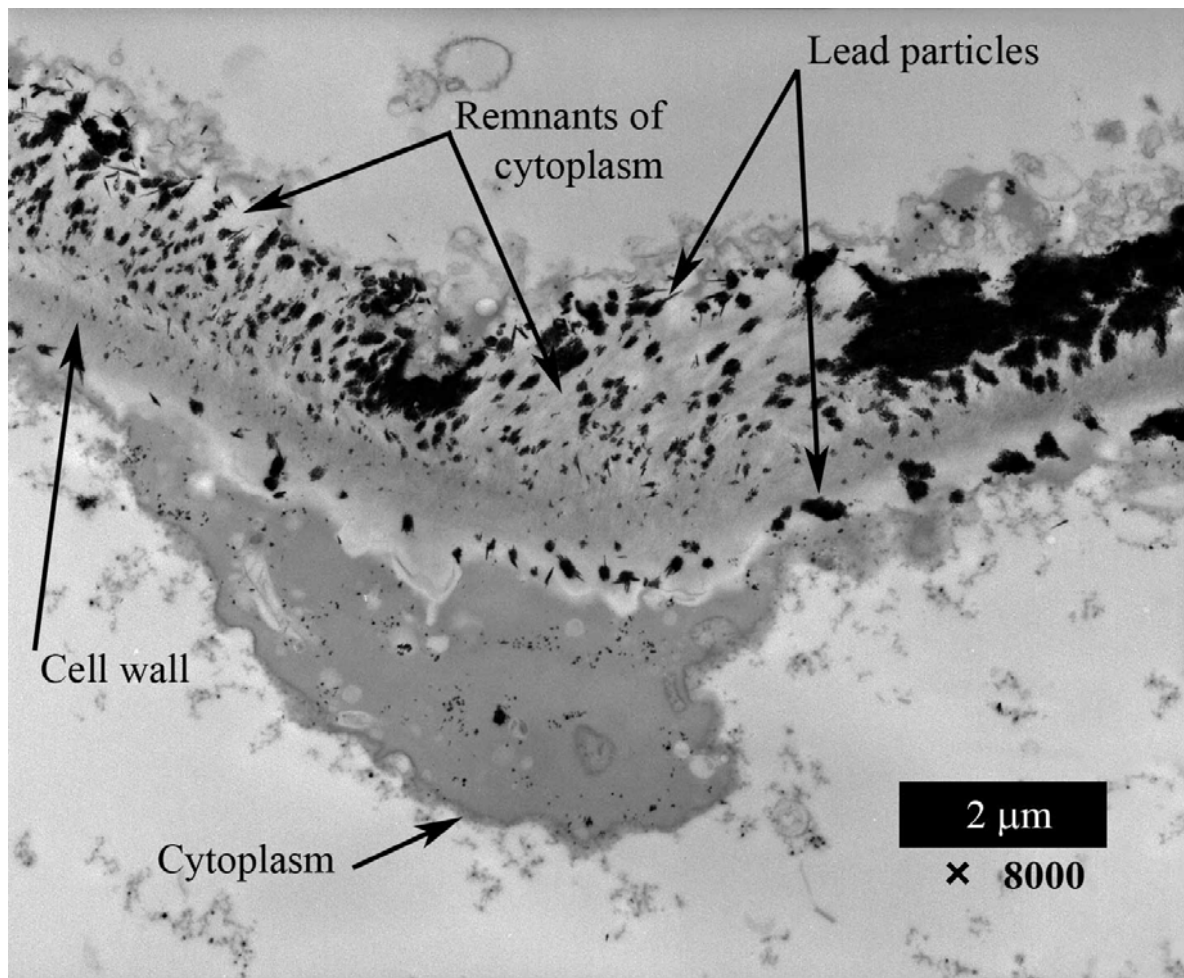 Lead particles
Remnants of
cytoplasm
Cell wall
Cytoplasm
2 μm
× 8000